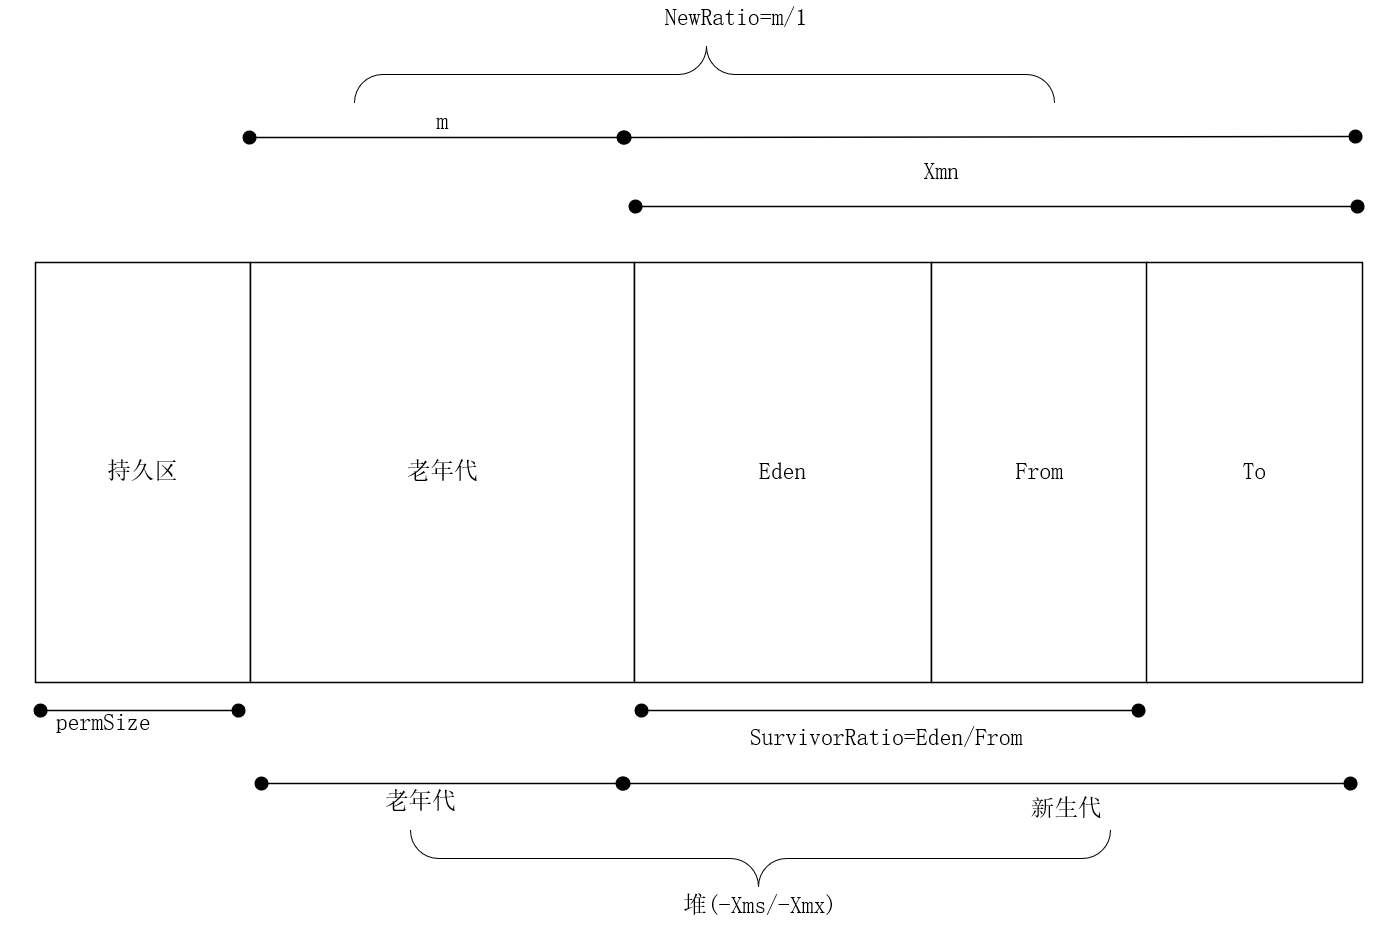 NewRatio=m/1
m
Xmn
持久区
老年代
Eden
From
To
permSize
SurvivorRatio=Eden/From
老年代
新生代
堆(-Xms/-Xmx)